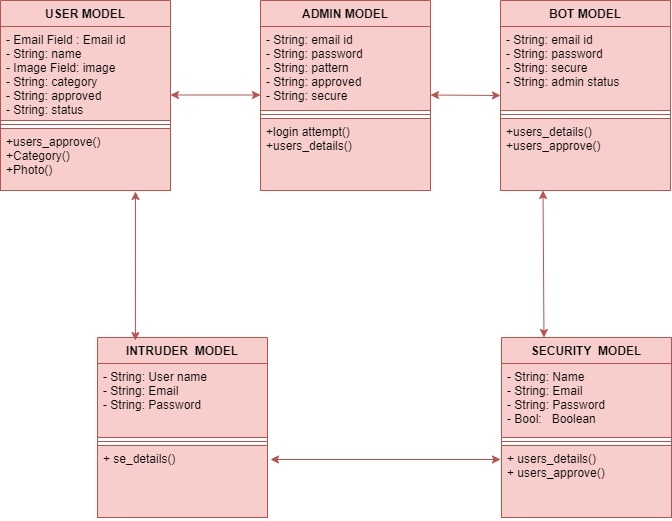 USER MODEL
- Email Field : Email id
- String: name
- Image Field: image
- String: category
- String: approved
- String: status
+users_approve()
+Category()
+Photo()
ADMIN MODEL
- String: email id
- String: password
- String: pattern
- String: approved
- String: secure
+login attempt()
+users_details()
BOT MODEL
- String: email id
- String: password
- String: secure
- String: admin status
+users_details()
+users_approve()
INTRUDER MODEL
- String: User name
- String: Email
- String: Password
+ se_details()
SECURITY MODEL
- String: Name
- String: Email
- String: Password
- Bool: Boolean
+ users_details()
+ users_approve()